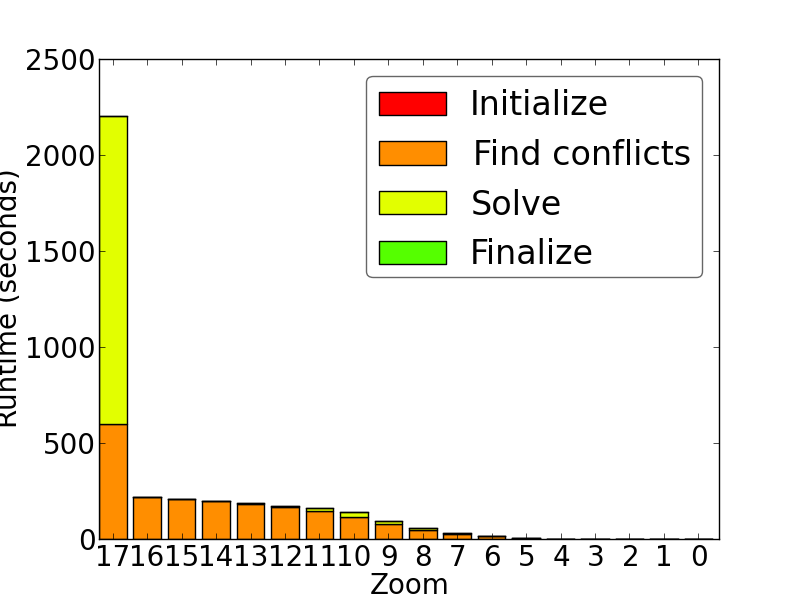 2500
2000
1500
1000
500
0
Runtime (seconds)
Initialize
Find conflicts
Solve
Finalize
17 16 15 14 13 12 11 10 9 8 7 6 5 4 3 2 1 0
Zoom